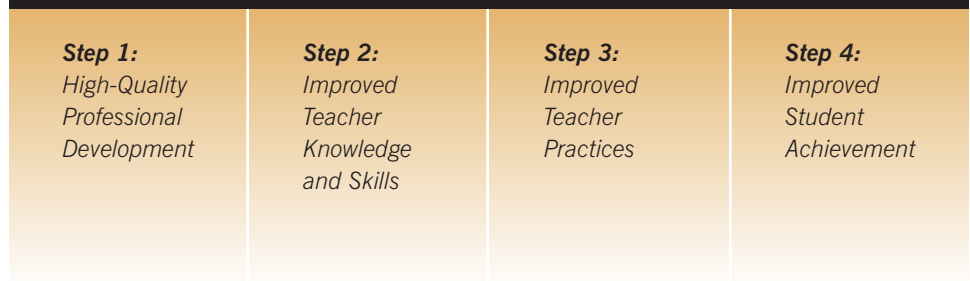 Step 1:
High-Quality
Professional
Development
Step 2:
Improved
Teacher
Knowledge
and Skills
Step 3:
Improved
Teacher
Practices
Step 4:
Improved
Student
Achievement